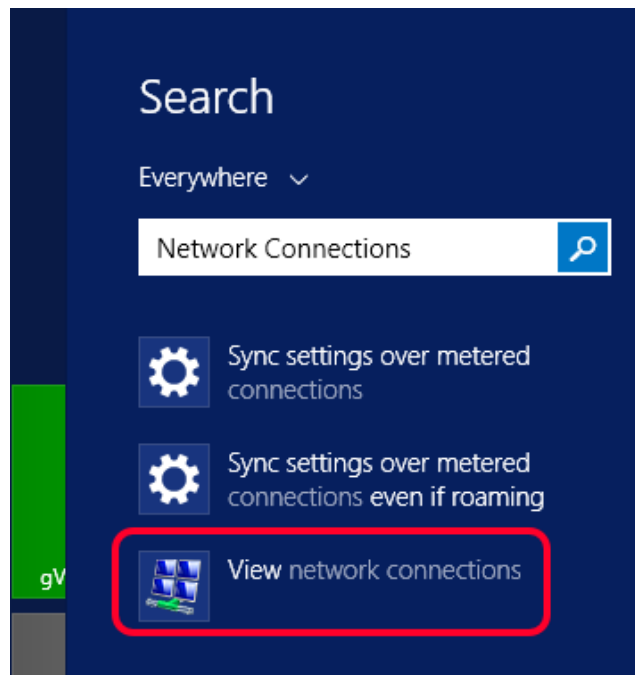 Search
Everywhere
Network Connections
Sync settings over metered
connections
Sync settings over metered
connections even if roaming
View network connections
gV